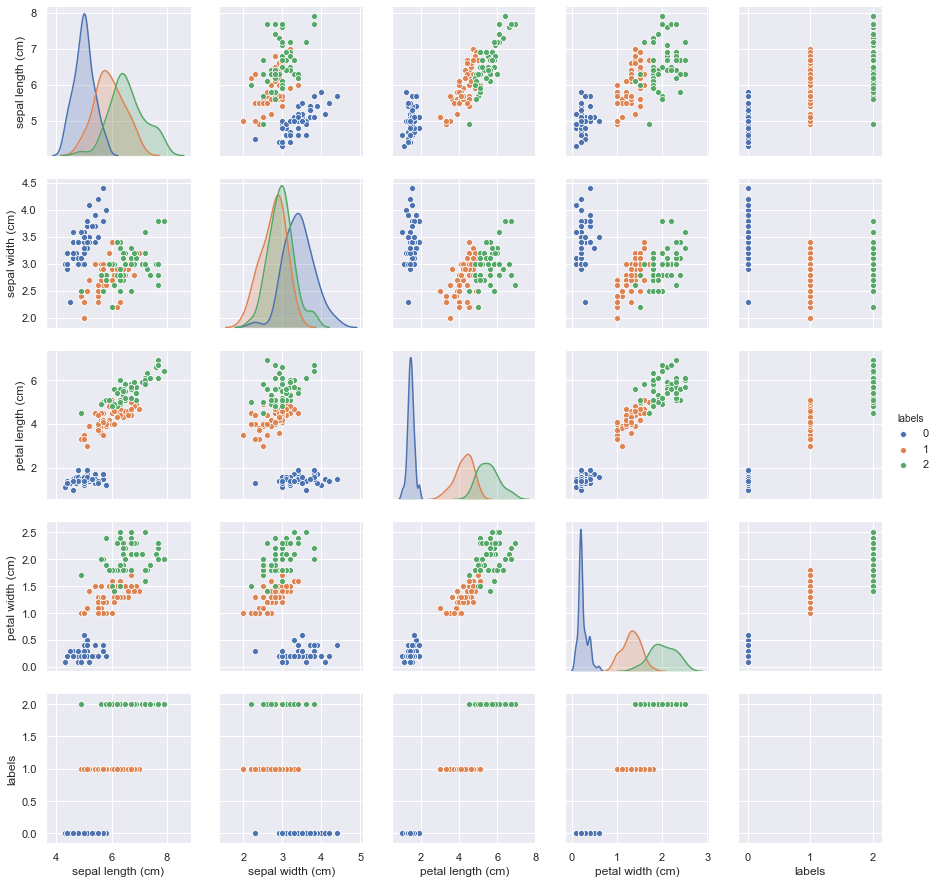 sepal length (cm)
8
7
6
5
sepal width (cm)
4.5
4.0
3.5
3.0
2.5
2.0
petal length (cm)
6
4
2
labels
0
1
2
petal width (cm)
2.5
2.0
1.5
1.0
0.5
0.0
labels
2.0
1.5
1.0
0.5
0.0
4 6 8
2 3 4 5
2 4 6 8
0 1 2 3
0 1 2
sepal length (cm)
sepal width (cm)
petal length (cm)
petal width (cm)
labels